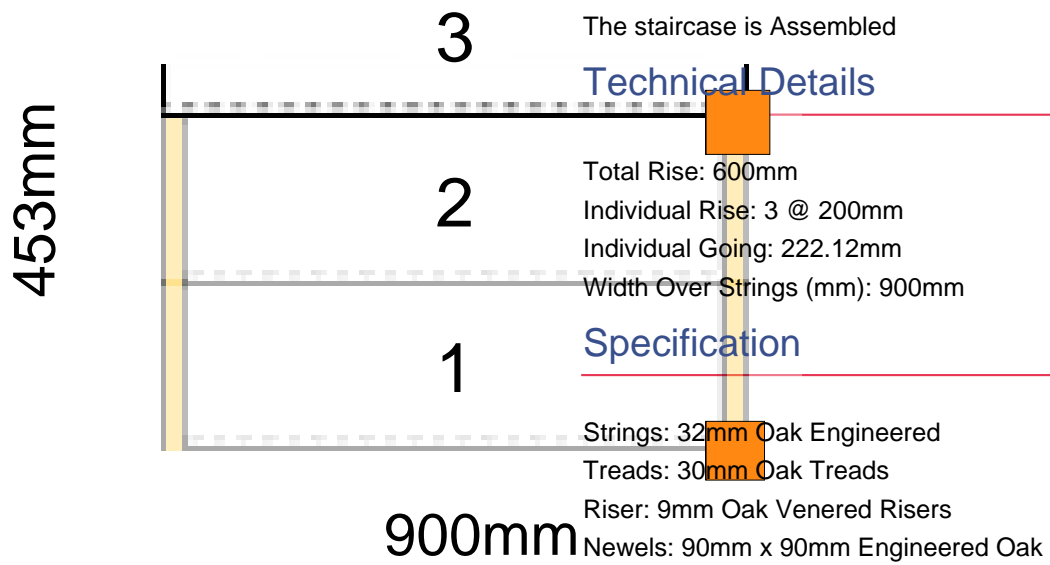 3
The staircase is Assembled
Technical Details
453mm
Total Rise: 600mm
2
Individual Rise: 3 @ 200mm
Individual Going: 222.12mm
Width Over Strings (mm): 900mm
Specification
1
Strings: 32mm Oak Engineered
Treads: 30mm Oak Treads
Riser: 9mm Oak Venered Risers
900mm
Newels: 90mm x 90mm Engineered Oak